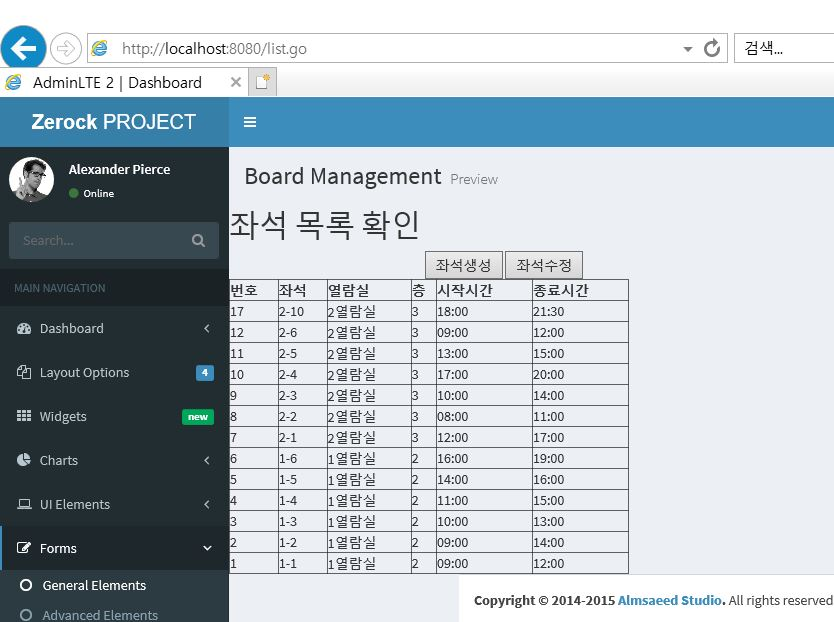 http://localhost:8080/list.go
검색...
AdminLTE 2 | Dashboard
Zerock PROJECT
Alexander Pierce
Online
Search...
MAIN NAVIGATION
Dashboard
Layout Options 4
Widgets new
Charts
UI Elements
Forms
General Elements
Advanced Elements
Board Management Preview
좌석 목록 확인
좌석생성 좌석수정
번호 좌석 열람실 층 시작시간 종료시간
17 2-10 2열람실 3 18:00 21:30
12 2-6 2열람실 3 09:00 12:00
11 2-5 2열람실 3 13:00 15:00
10 2-4 2열람실 3 17:00 20:00
9 2-3 2열람실 3 10:00 14:00
8 2-2 2열람실 3 08:00 11:00
7 2-1 2열람실 3 12:00 17:00
6 1-6 1열람실 2 16:00 19:00
5 1-5 1열람실 2 14:00 16:00
4 1-4 1열람실 2 11:00 15:00
3 1-3 1열람실 2 10:00 13:00
2 1-2 1열람실 2 09:00 14:00
1 1-1 1열람실 2 09:00 12:00
Copyright © 2014-2015 Almsaeed Studio. All rights reserved